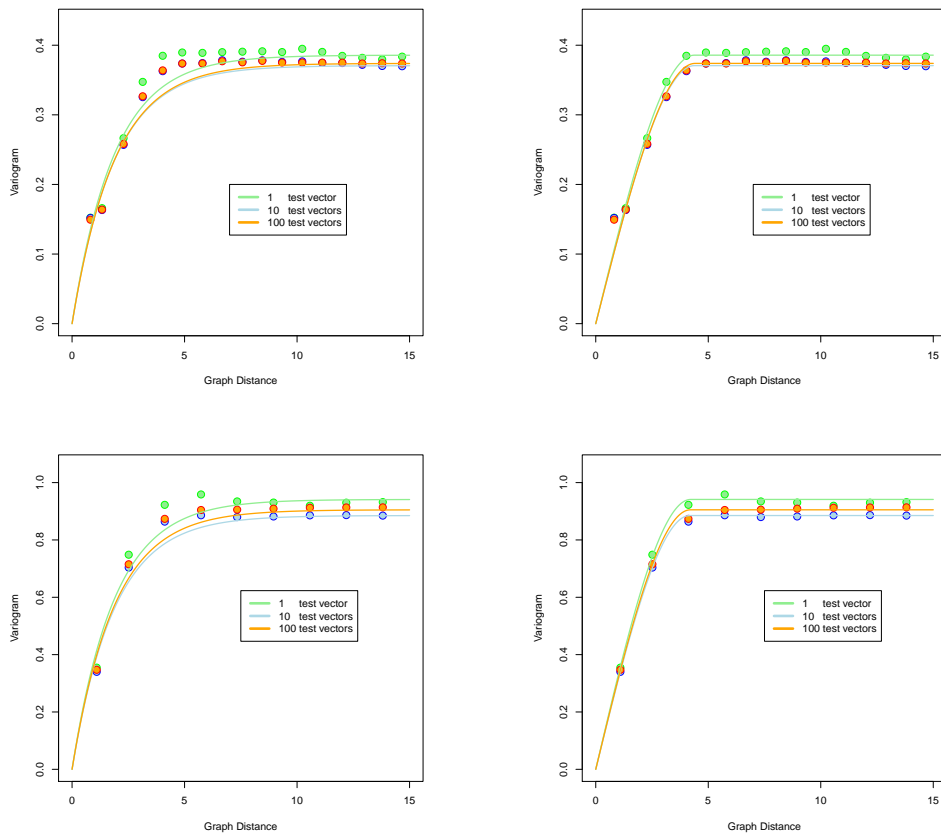 0.0 0.1 0.2 0.3 0.4
Variogram
1 test vector
10 test vectors
100 test vectors
0 5 10 15
Graph Distance
0.0 0.1 0.2 0.3 0.4
Variogram
1 test vector
10 test vectors
100 test vectors
0 5 10 15
Graph Distance
0.0 0.2 0.4 0.6 0.8 1.0
Variogram
1 test vector
10 test vectors
100 test vectors
0 5 10 15
Graph Distance
0.0 0.2 0.4 0.6 0.8 1.0
Variogram
1 test vector
10 test vectors
100 test vectors
0 5 10 15
Graph Distance